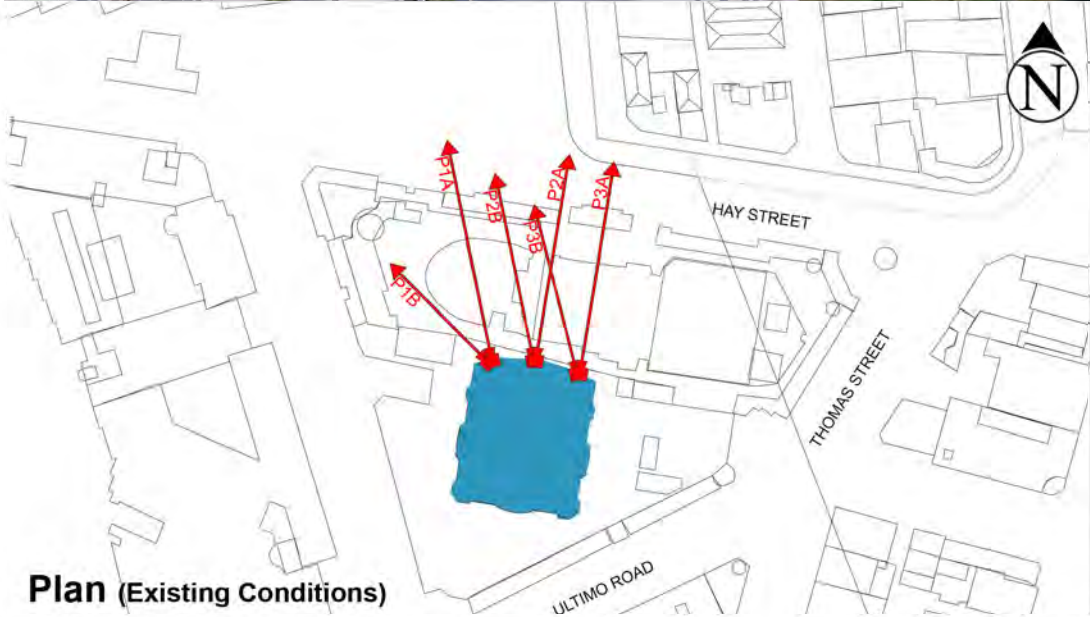 N
P1A
P2B
P2A
P3A
P3B
P1B
HAY STREET
THOMAS STREET
ULTIMO ROAD
Plan (Existing Conditions)